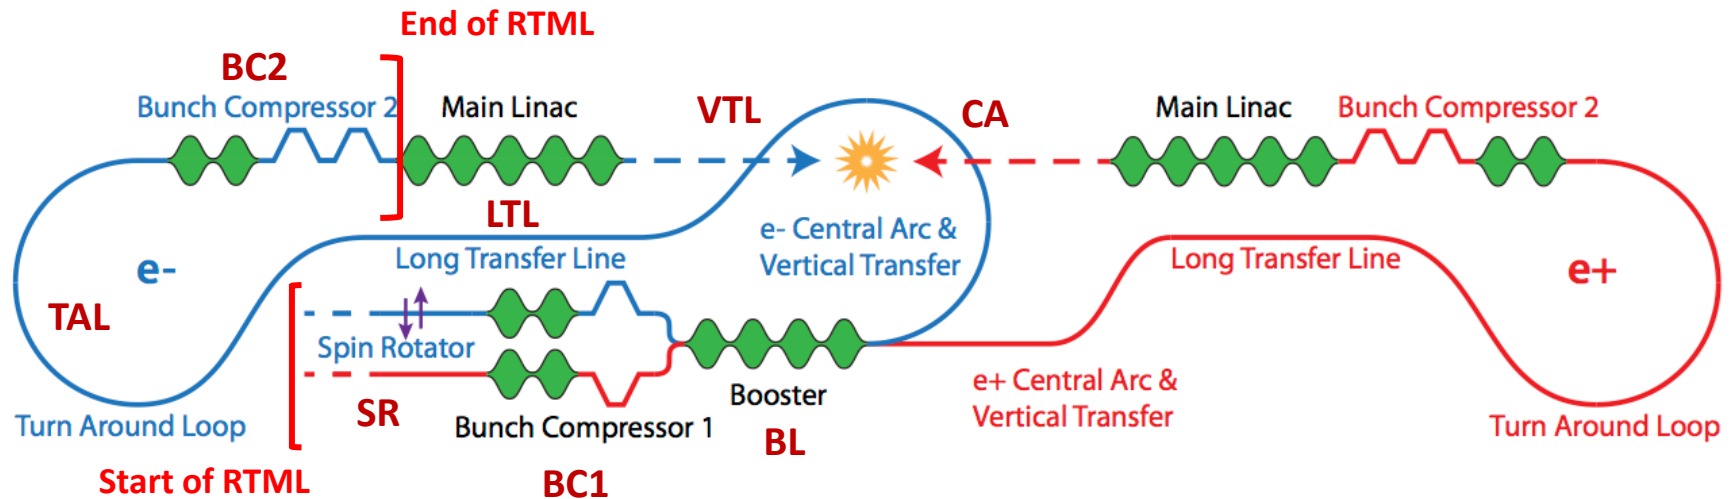 End of RTML
BC2
Bunch Compressor 2
Main Linac
VTL
CA
Main Linac
Bunch Compressor 2
LTL
e- Central Arc &
Vertical Transfer
Long Transfer Line
Long Transfer Line
e-
e+
TAL
Spin Rotator
SR
Turn Around Loop
Bunch Compressor 1
Booster
BL
e+ Central Arc &
Vertical Transfer
Turn Around Loop
Start of RTML
BC1